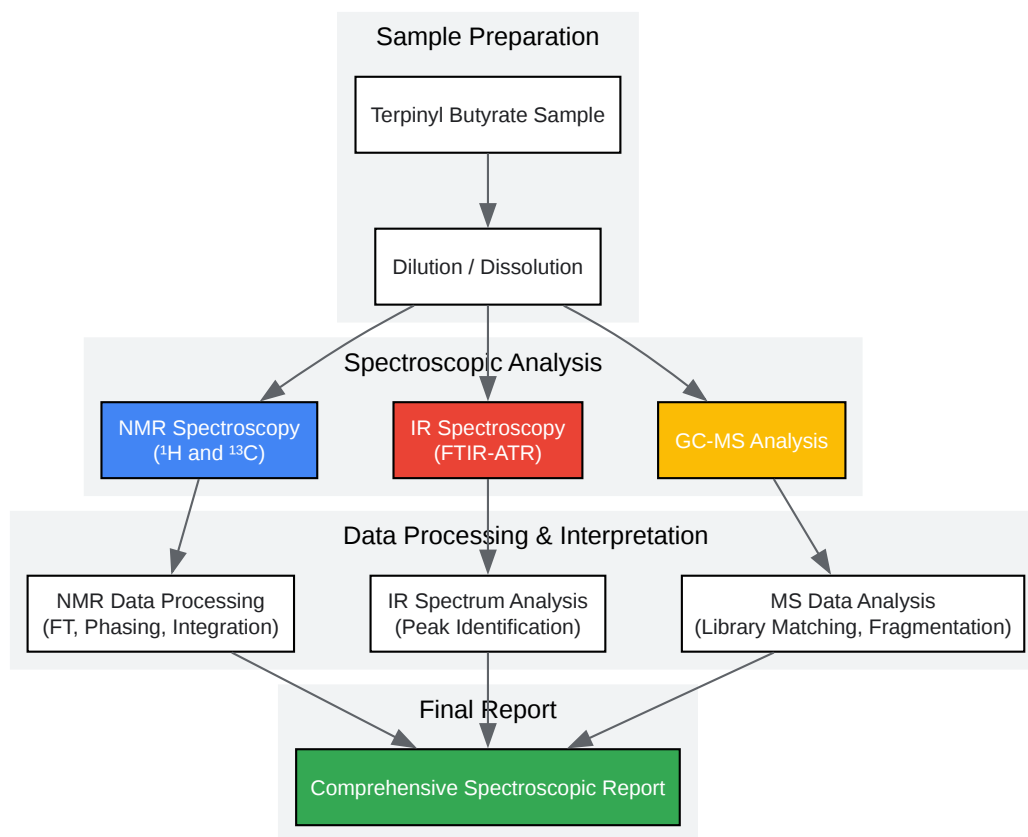 Sample Preparation
Terpinyl Butyrate Sample
Dilution / Dissolution
Spectroscopic Analysis
NMR Spectroscopy
(¹H and ¹³C)
IR Spectroscopy
(FTIR-ATR)
GC-MS Analysis
Data Processing & Interpretation
NMR Data Processing
(FT, Phasing, Integration)
IR Spectrum Analysis
(Peak Identification)
MS Data Analysis
(Library Matching, Fragmentation)
Final Report
Comprehensive Spectroscopic Report